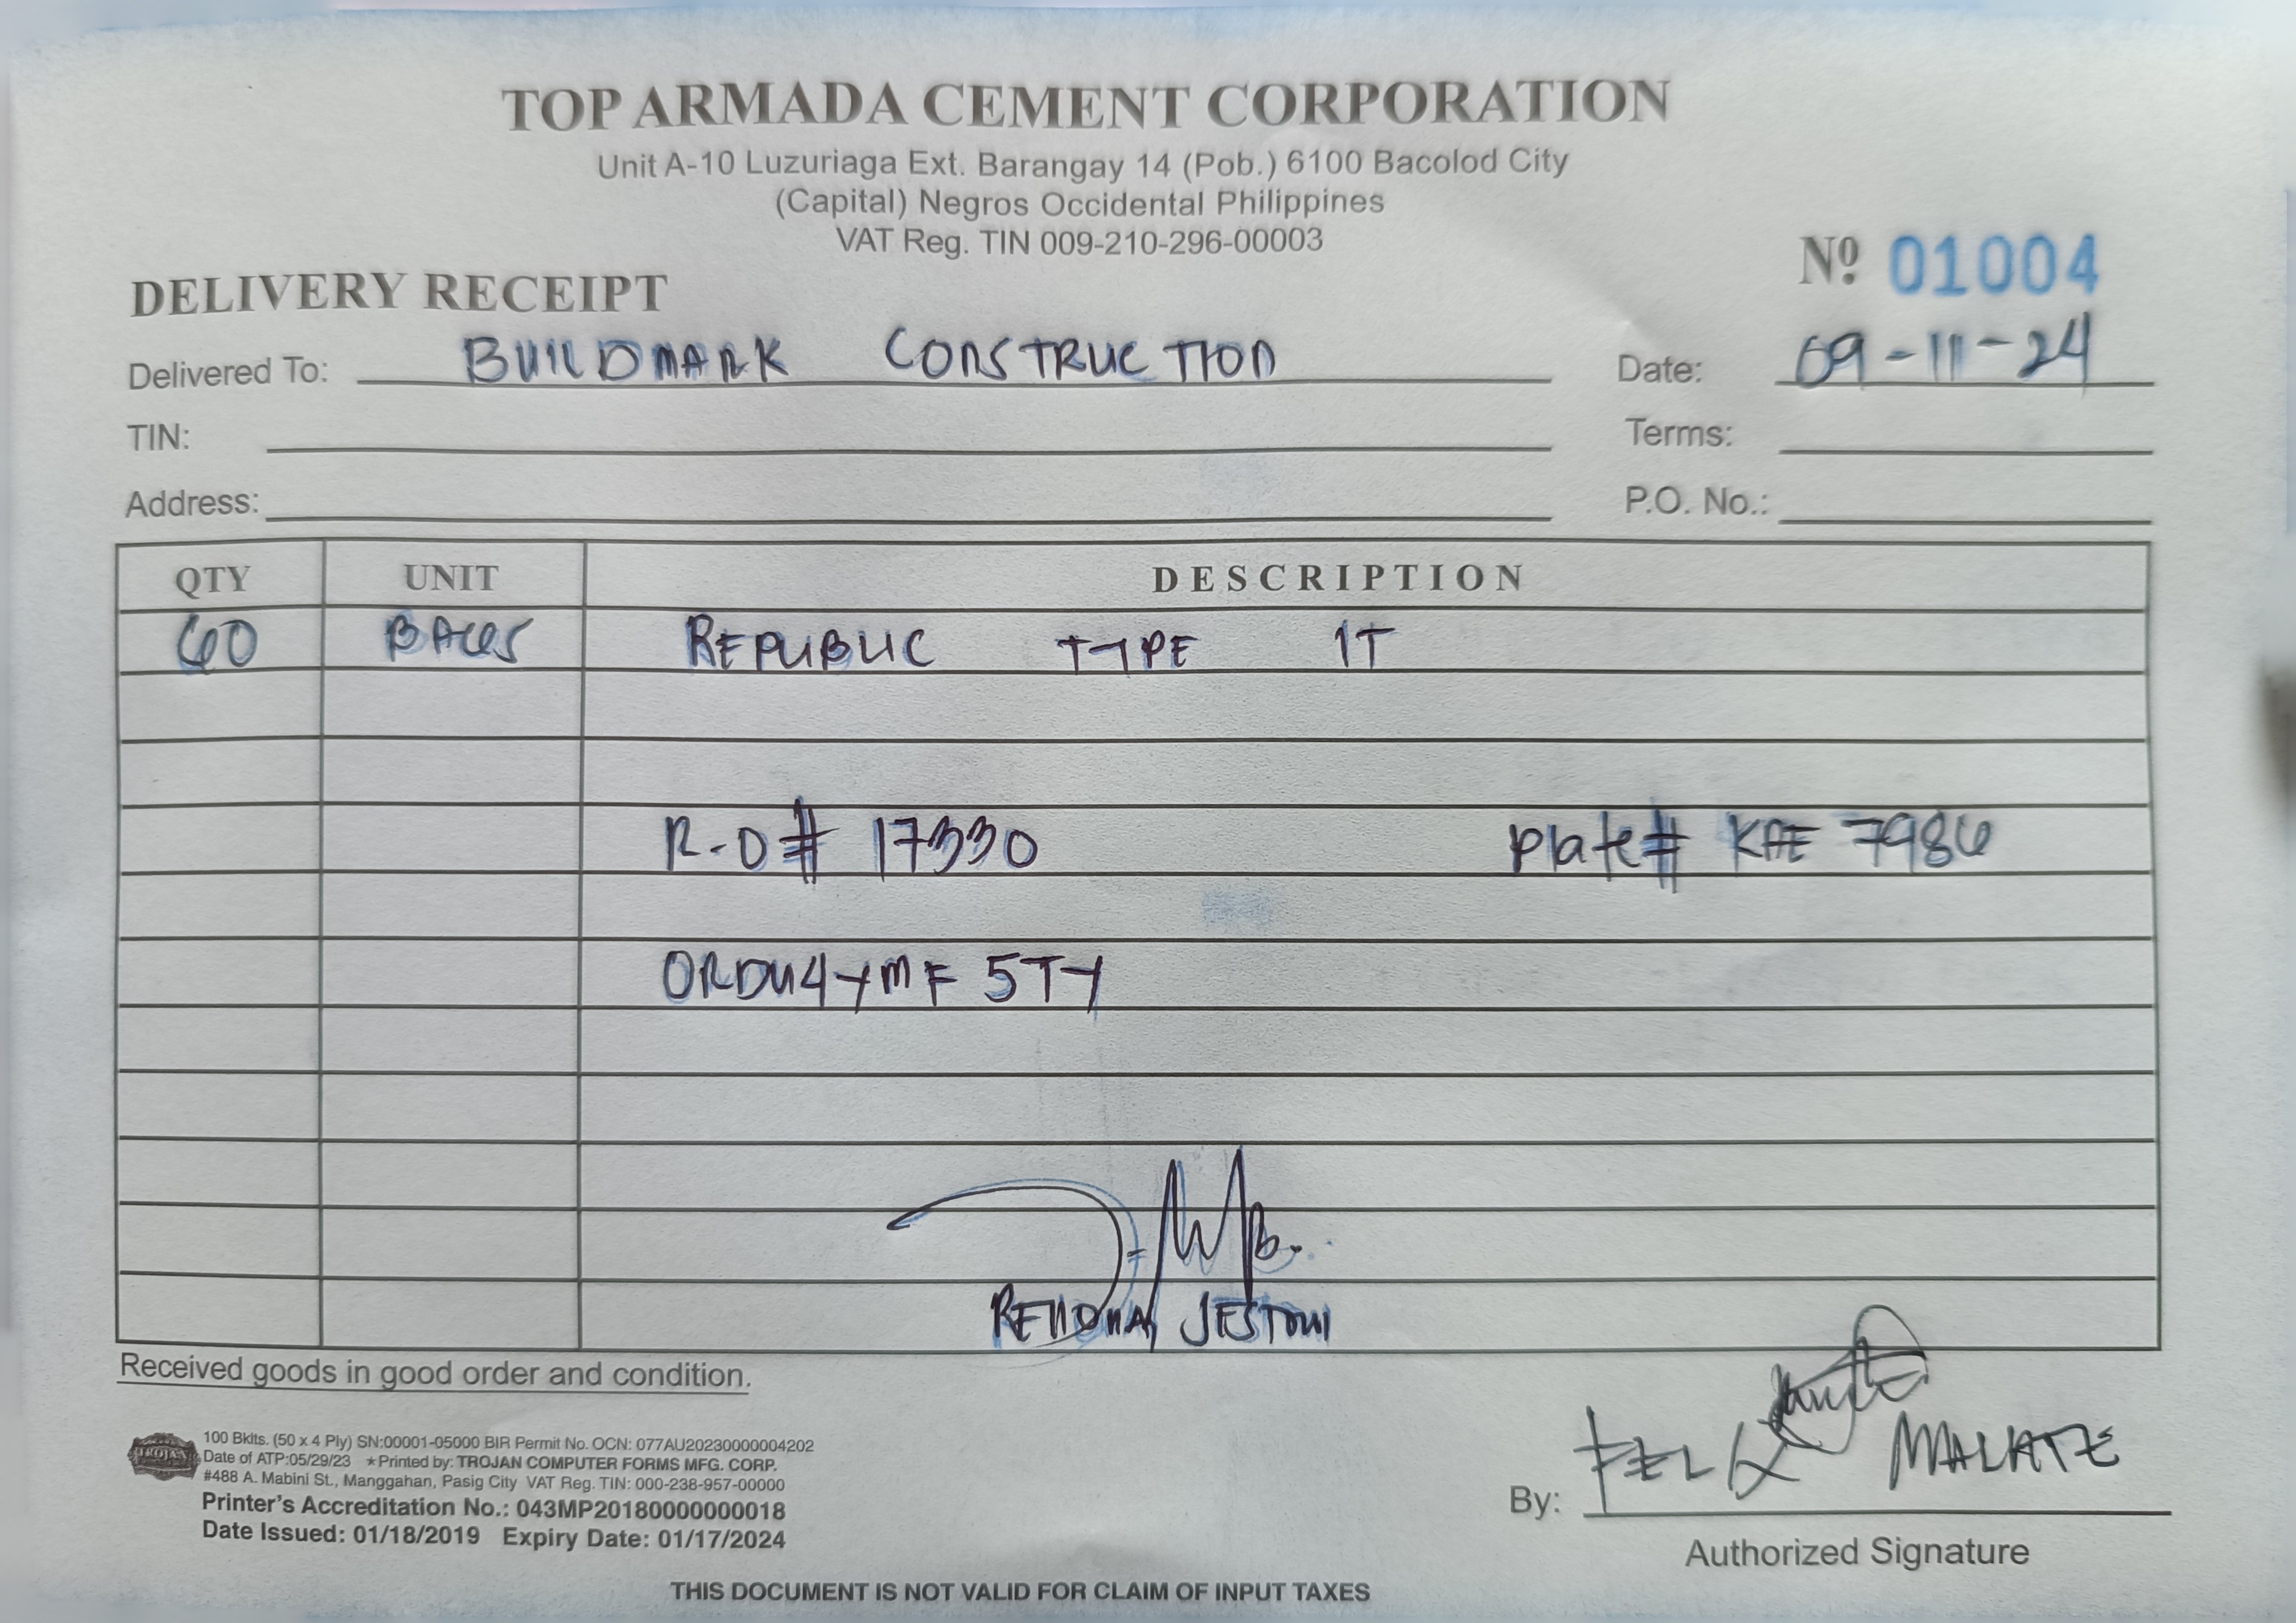 TOP ARMADA CEMENT CORPORATION
Unit A-10 Luzuriaga Ext. Barangay 14 (Pob.) 6100 Bacolod City
(Capital) Negros Occidental Philippines
VAT Reg. TIN 009-210-296-00003
Nº 01004
DELIVERY RECEIPT
Delivered To: BUILDMARK CONSTRUCTION Date: 09-11-24
TIN: Terms:
Address: P.O. No.:
QTY UNIT DESCRIPTION
60 BAGS REPUBLIC TYPE 1T
R-O# 17330 plate# KAE 7986
ORDU4YMF 5TY
JESTONI
Received goods in good order and condition.
100 Bklts. (50 x 4 Ply) SN:00001-05000 BIR Permit No. OCN: 077AU20230000004202
Date of ATP:05/29/23 ★Printed by: TROJAN COMPUTER FORMS MFG. CORP.
#488 A. Mabini St., Manggahan, Pasig City VAT Reg. TIN: 000-238-957-00000
TROJAN
Printer's Accreditation No.: 043MP20180000000018
Date Issued: 01/18/2019 Expiry Date: 01/17/2024
By: FELIX MALATE
Authorized Signature
THIS DOCUMENT IS NOT VALID FOR CLAIM OF INPUT TAXES